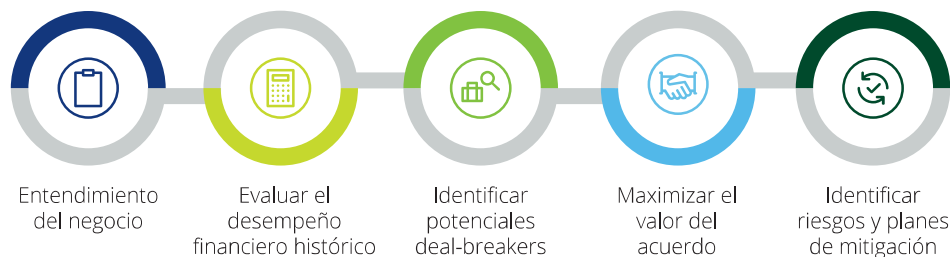 Entendimiento
del negocio
Evaluar el
desempeño
financiero histórico
Identificar
potenciales
deal-breakers
Maximizar el
valor del
acuerdo
Identificar
riesgos y planes
de mitigación